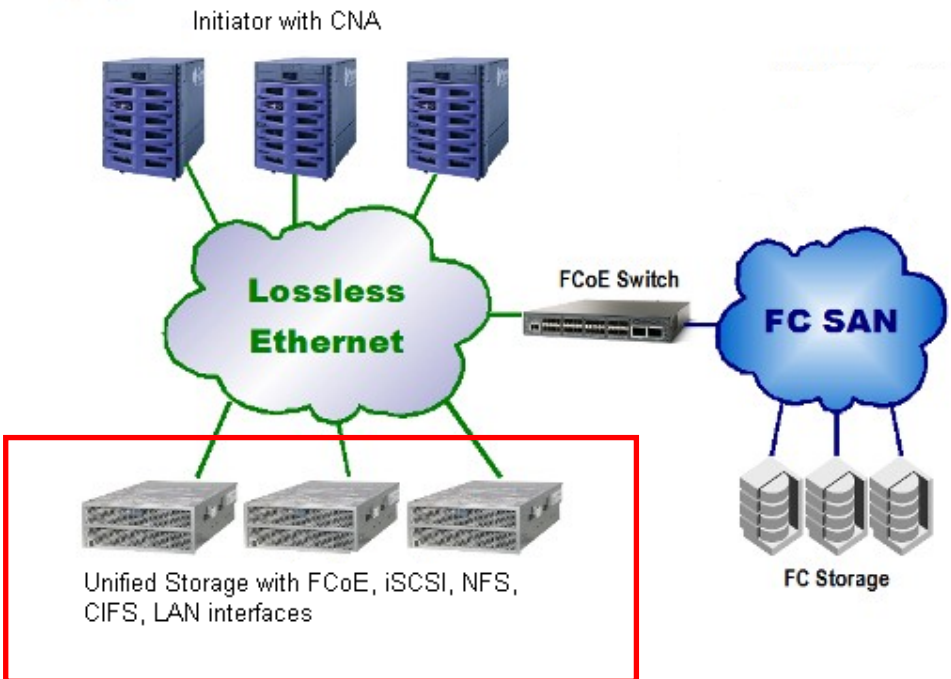 Initiator with CNA
Lossless
Ethernet
FCoE Switch
FC SAN
Unified Storage with FCoE, iSCSI, NFS,
CIFS, LAN interfaces
FC Storage